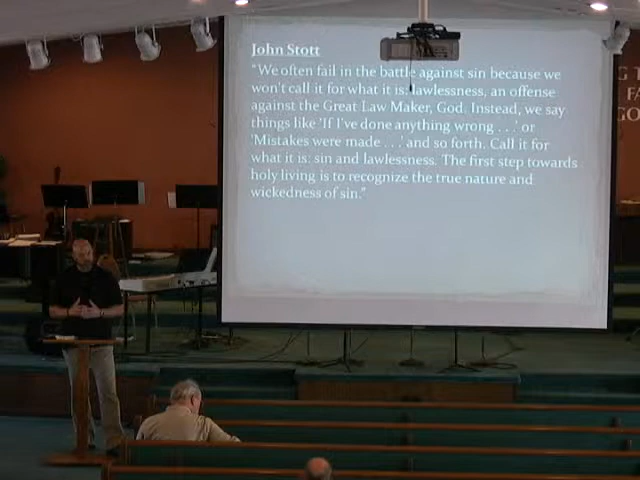 John Stott
"We often fail in the battle against sin because we
won't call it for what it is: lawlessness, an offense
against the Great Law Maker, God. Instead, we say
things like 'If I've done anything wrong . . .' or
'Mistakes were made . . .' and so forth. Call it for
what it is: sin and lawlessness. The first step towards
holy living is to recognize the true nature and
wickedness of sin."